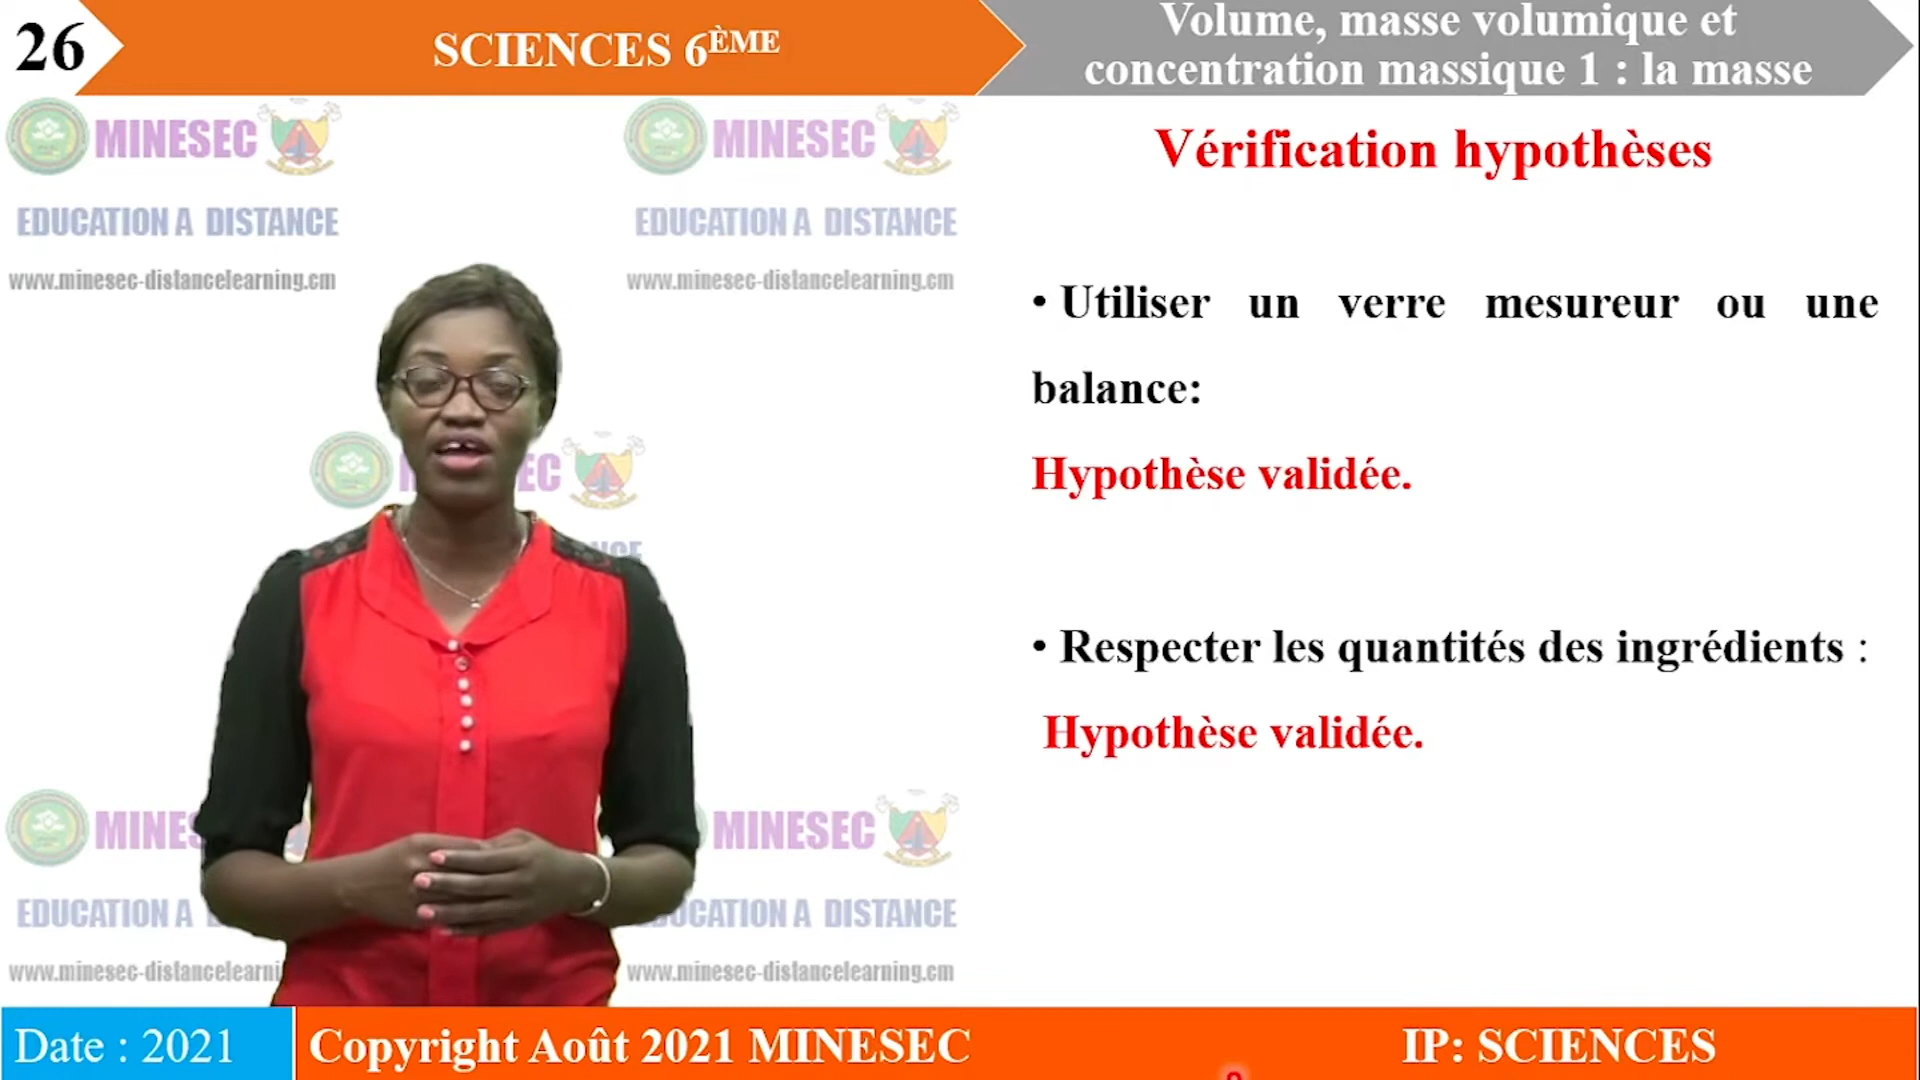 26
SCIENCES 6ÈME
Volume, masse volumique et
concentration massique 1 : la masse
MINESEC
EDUCATION A DISTANCE
www.minesec-distancelearning.cm
MINESEC
EDUCATION A DISTANCE
www.minesec-distancelearning.cm
Vérification hypothèses
• Utiliser un verre mesureur ou une
balance:
Hypothèse validée.
• Respecter les quantités des ingrédients :
Hypothèse validée.
MINESEC
EDUCATION A DISTANCE
www.minesec-distancelearning.cm
Date : 2021
Copyright Août 2021 MINESEC
IP: SCIENCES